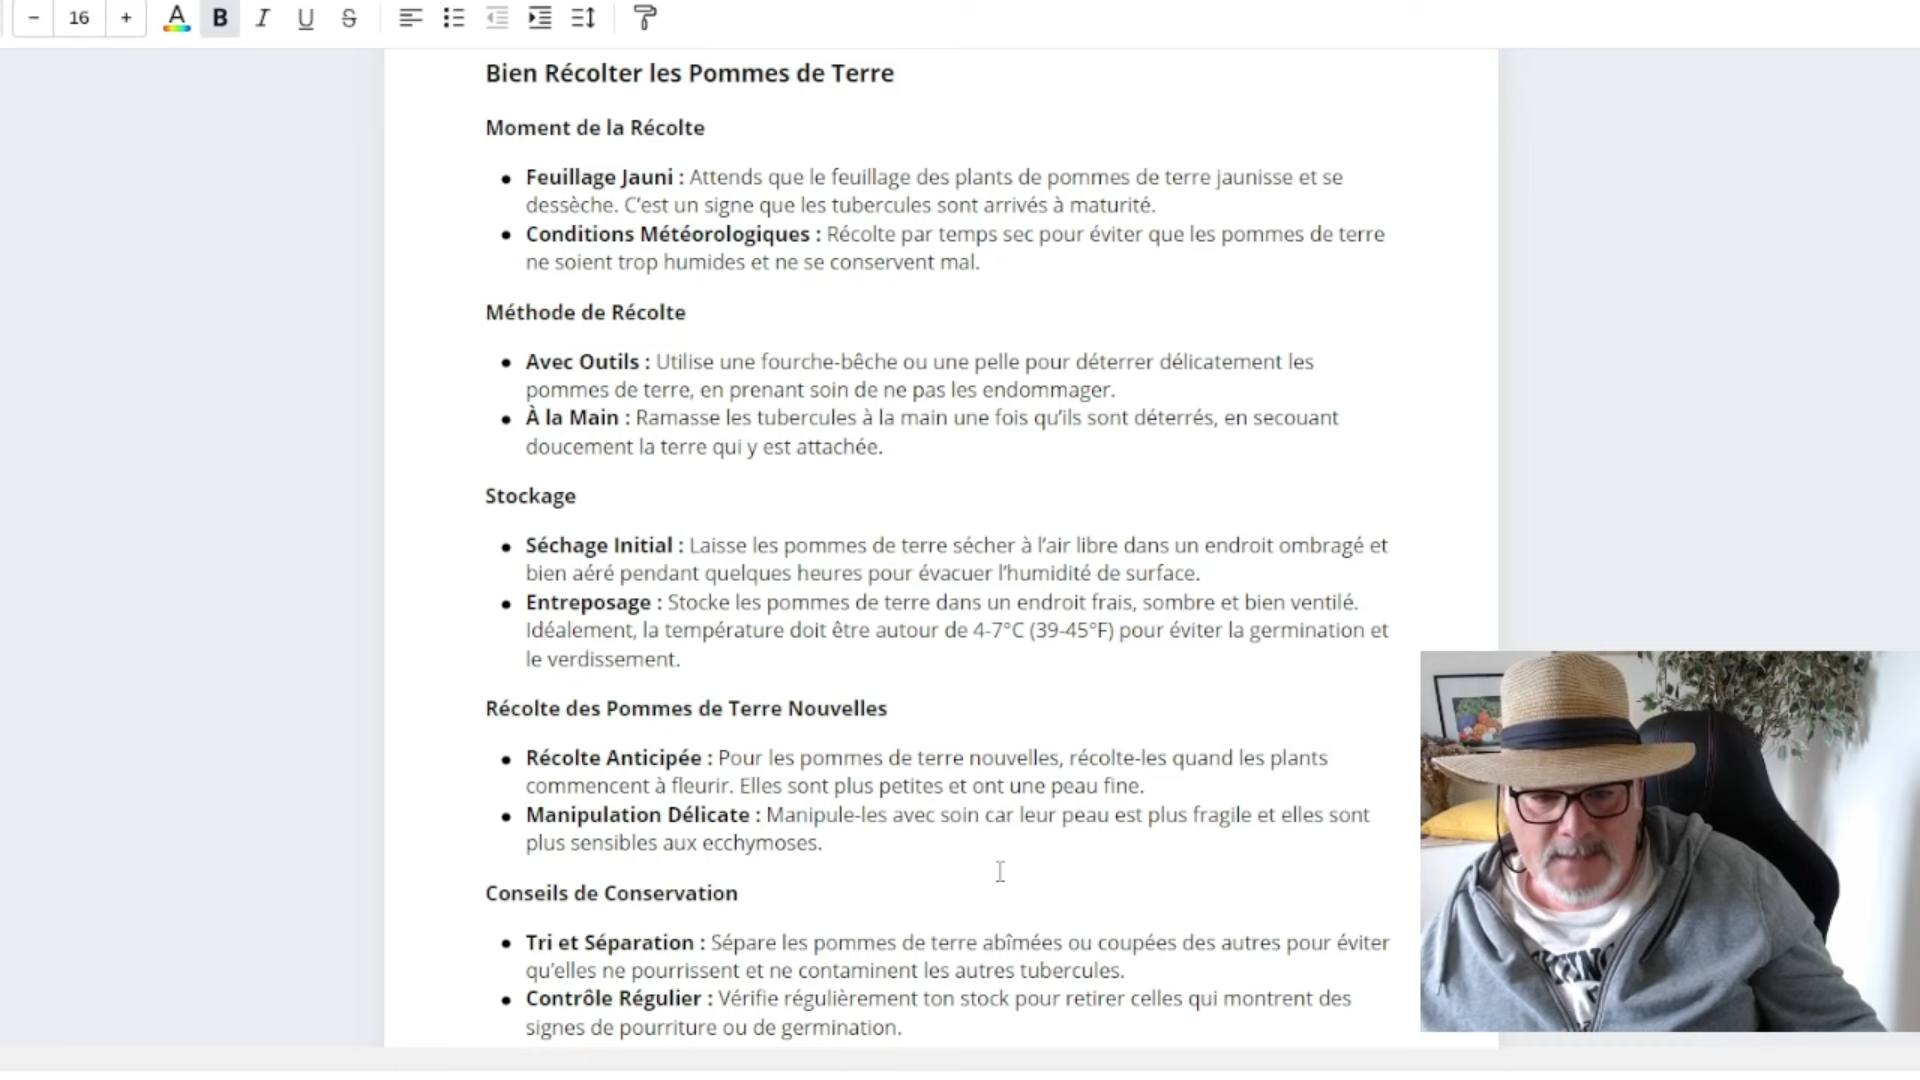 − 16 + A B I U S
Bien Récolter les Pommes de Terre
Moment de la Récolte
• Feuillage Jauni : Attends que le feuillage des plants de pommes de terre jaunisse et se
dessèche. C’est un signe que les tubercules sont arrivés à maturité.
• Conditions Météorologiques : Récolte par temps sec pour éviter que les pommes de terre
ne soient trop humides et ne se conservent mal.
Méthode de Récolte
• Avec Outils : Utilise une fourche-bêche ou une pelle pour déterrer délicatement les
pommes de terre, en prenant soin de ne pas les endommager.
• À la Main : Ramasse les tubercules à la main une fois qu’ils sont déterrés, en secouant
doucement la terre qui y est attachée.
Stockage
• Séchage Initial : Laisse les pommes de terre sécher à l’air libre dans un endroit ombragé et
bien aéré pendant quelques heures pour évacuer l’humidité de surface.
• Entreposage : Stocke les pommes de terre dans un endroit frais, sombre et bien ventilé.
Idéalement, la température doit être autour de 4-7°C (39-45°F) pour éviter la germination et
le verdissement.
Récolte des Pommes de Terre Nouvelles
• Récolte Anticipée : Pour les pommes de terre nouvelles, récolte-les quand les plants
commencent à fleurir. Elles sont plus petites et ont une peau fine.
• Manipulation Délicate : Manipule-les avec soin car leur peau est plus fragile et elles sont
plus sensibles aux ecchymoses.
Conseils de Conservation
• Tri et Séparation : Sépare les pommes de terre abîmées ou coupées des autres pour éviter
qu’elles ne pourrissent et ne contaminent les autres tubercules.
• Contrôle Régulier : Vérifie régulièrement ton stock pour retirer celles qui montrent des
signes de pourriture ou de germination.